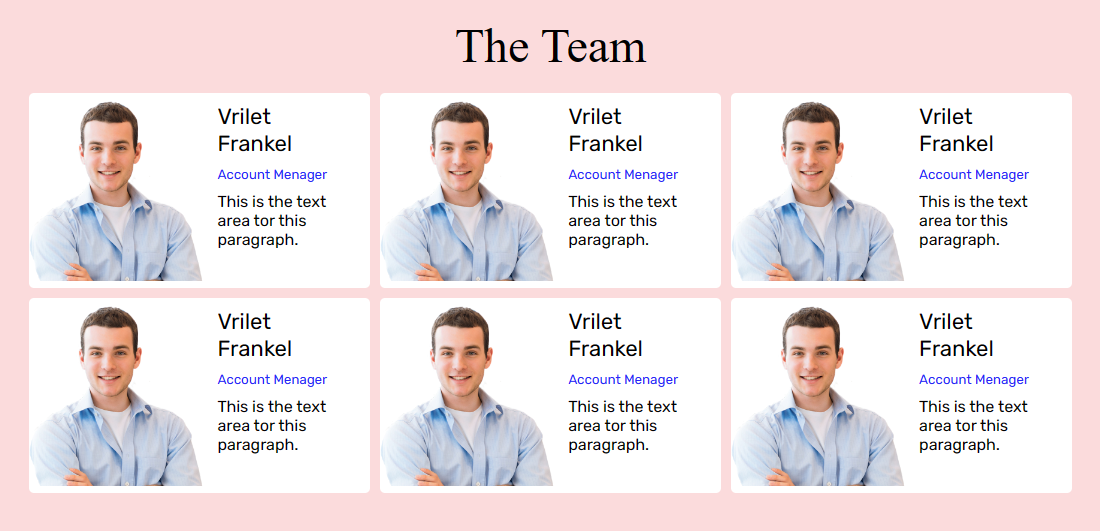 The Team
Vrilet
Frankel
Account Menager
This is the text
area tor this
paragraph.
Vrilet
Frankel
Account Menager
This is the text
area tor this
paragraph.
Vrilet
Frankel
Account Menager
This is the text
area tor this
paragraph.
Vrilet
Frankel
Account Menager
This is the text
area tor this
paragraph.
Vrilet
Frankel
Account Menager
This is the text
area tor this
paragraph.
Vrilet
Frankel
Account Menager
This is the text
area tor this
paragraph.